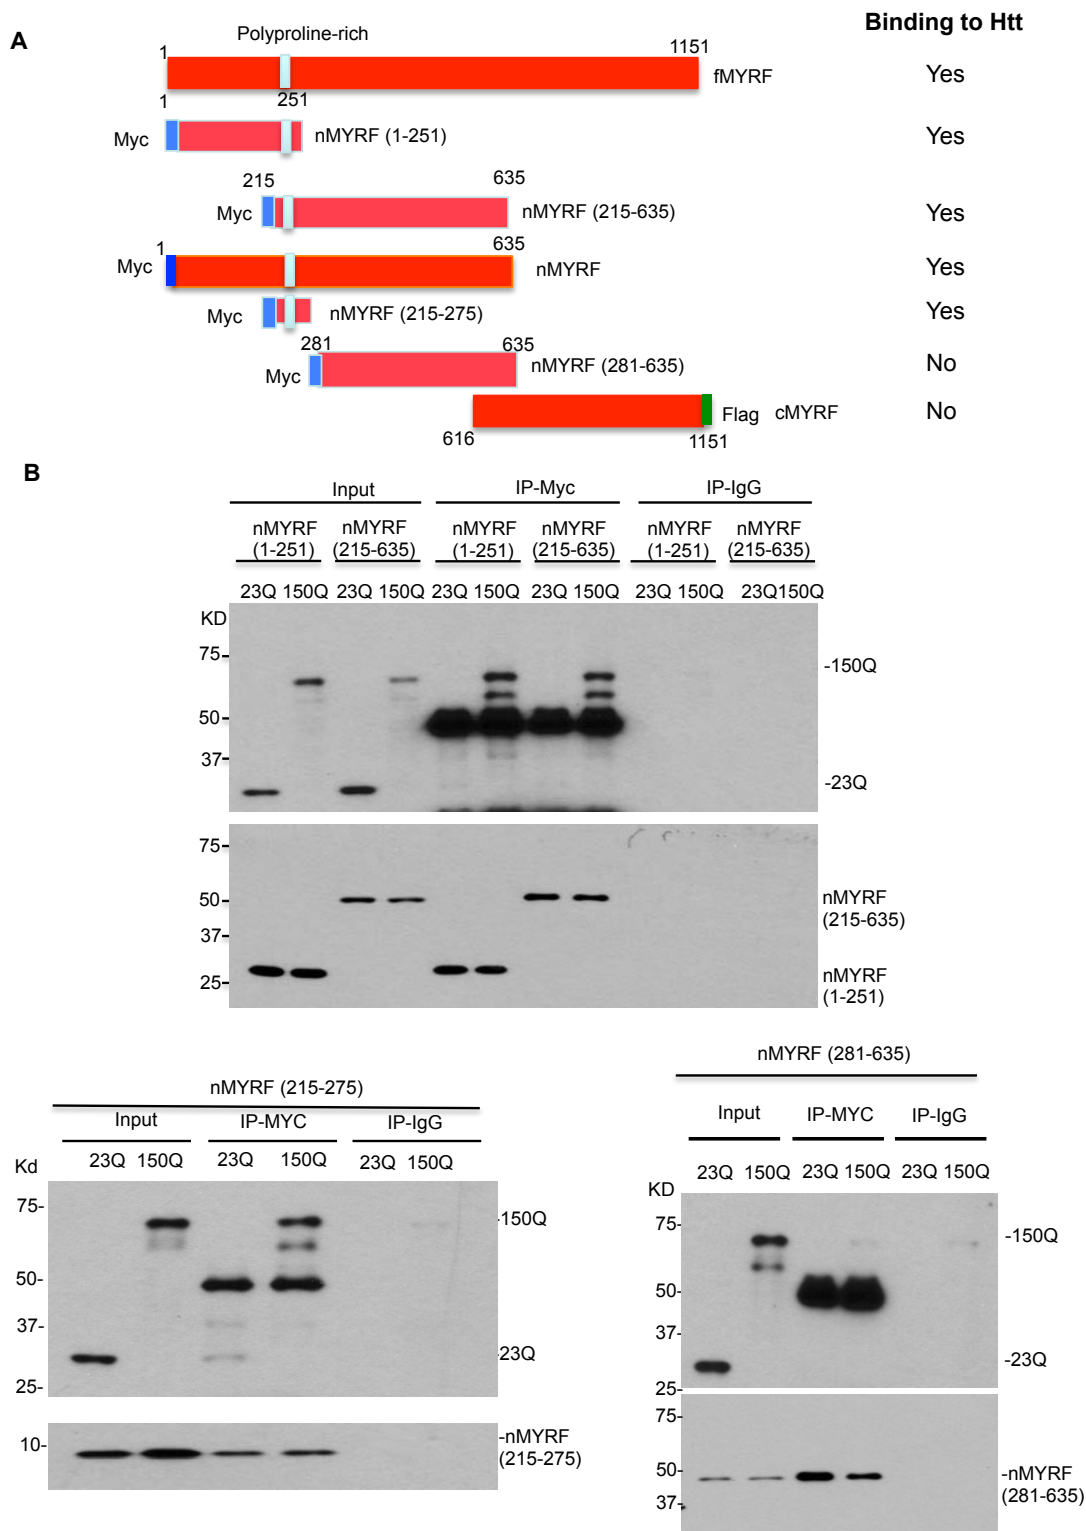 A
Binding to Htt
Polyproline-rich
1
1151
fMYRF
Yes
1
251
Myc
nMYRF (1-251)
Yes
215
635
Myc
nMYRF (215-635)
Yes
1
635
Myc
nMYRF
Yes
Myc
nMYRF (215-275)
Yes
281
635
Myc
nMYRF (281-635)
No
Flag cMYRF
No
616
1151
B
Input
IP-Myc
IP-IgG
nMYRF
(1-251)
nMYRF
(215-635)
nMYRF
(1-251)
nMYRF
(215-635)
nMYRF
(1-251)
nMYRF
(215-635)
23Q 150Q 23Q 150Q 23Q 150Q 23Q 150Q 23Q 150Q 23Q150Q
KD
75-
-150Q
50-
37-
-23Q
75-
50-
nMYRF
(215-635)
37-
25-
nMYRF
(1-251)
nMYRF (215-275)
Input
IP-MYC
IP-IgG
23Q 150Q 23Q 150Q 23Q 150Q
Kd
75-
-150Q
50-
37-
-23Q
25-
10-
-nMYRF
(215-275)
nMYRF (281-635)
Input
IP-MYC
IP-IgG
23Q 150Q 23Q 150Q 23Q 150Q
KD
75-
-150Q
50-
37-
-23Q
25-
75-
50-
-nMYRF
(281-635)
37-